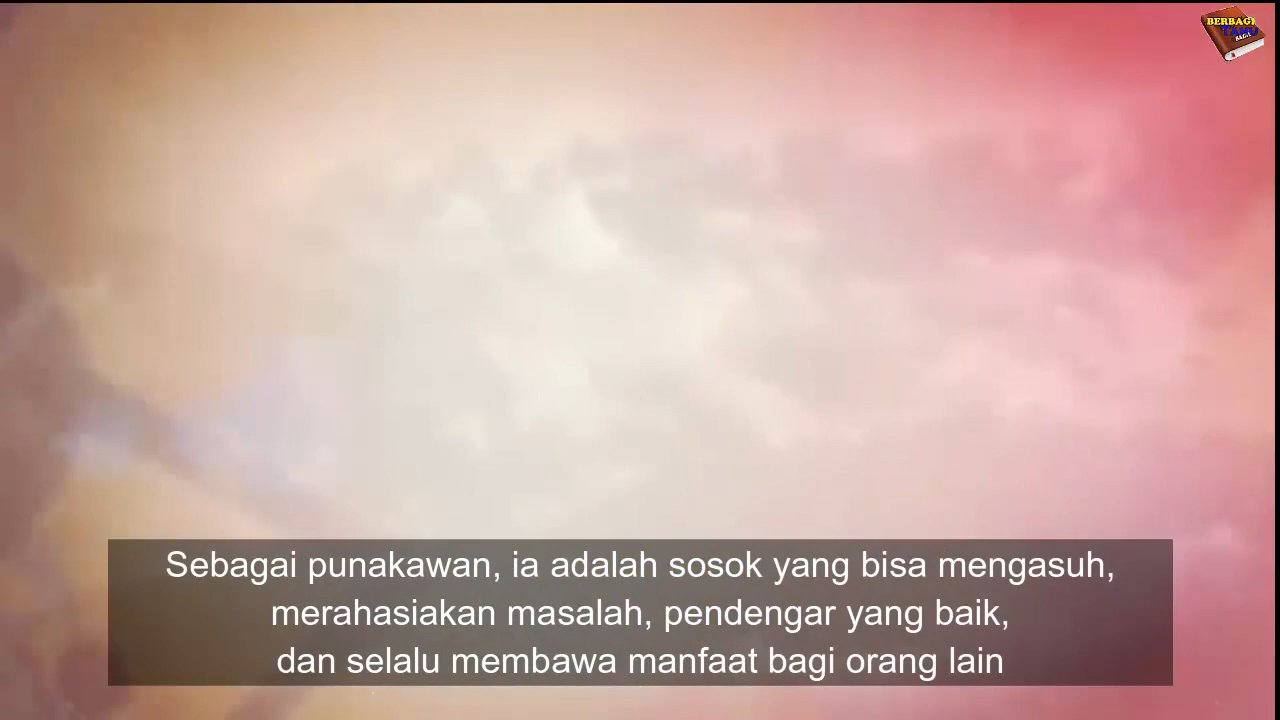 BERBAGI
TAHU
Sebagai punakawan, ia adalah sosok yang bisa mengasuh,
merahasiakan masalah, pendengar yang baik,
dan selalu membawa manfaat bagi orang lain